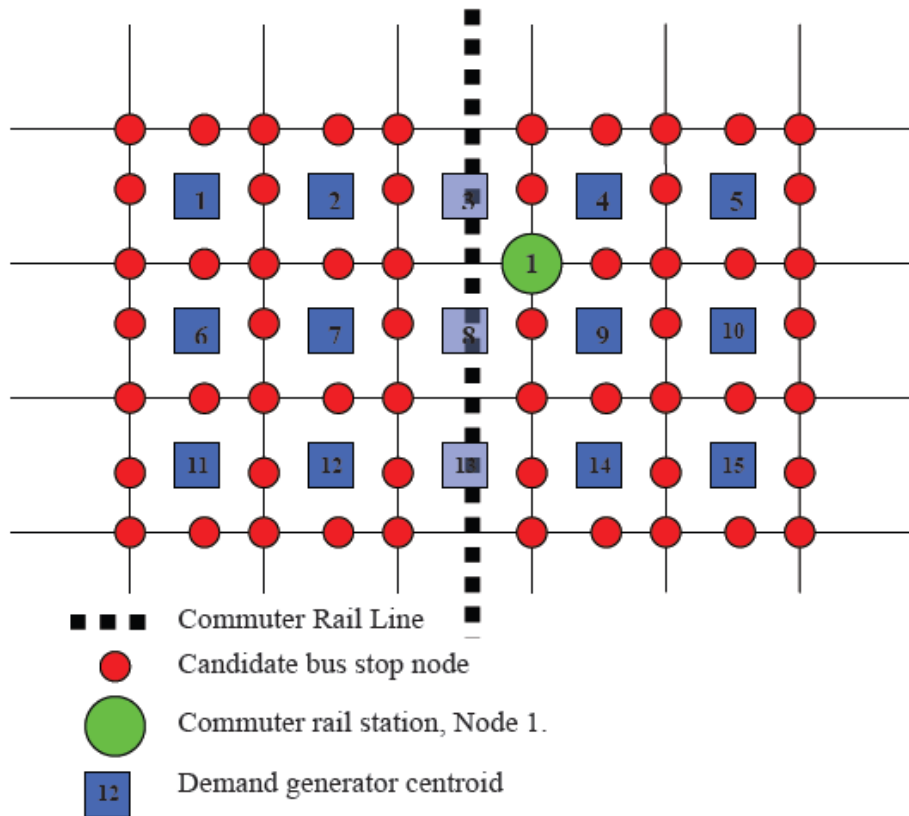 1 2 3 4 5
1
6 7 8 9 10
11 12 13 14 15
Commuter Rail Line
Candidate bus stop node
Commuter rail station, Node 1.
12 Demand generator centroid